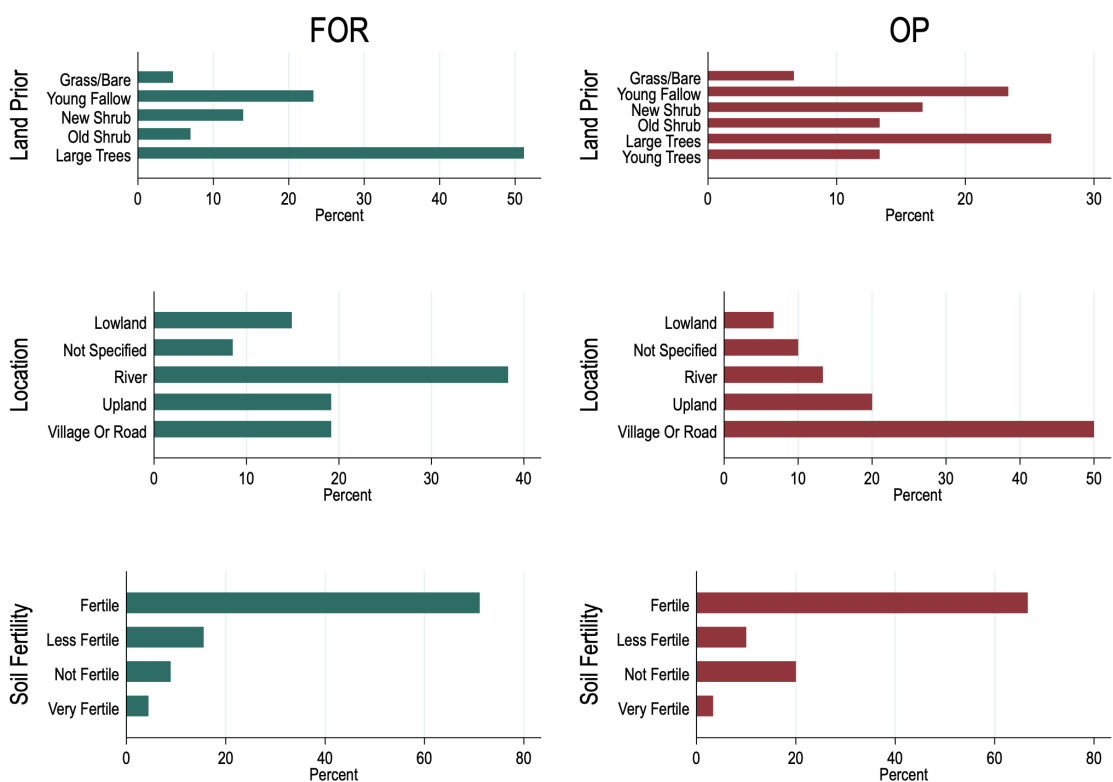 FOR
Land Prior
Grass/Bare
Young Fallow
New Shrub
Old Shrub
Large Trees
0 10 20 30 40 50
Percent
OP
Land Prior
Grass/Bare
Young Fallow
New Shrub
Old Shrub
Large Trees
Young Trees
0 10 20 30
Percent
Location
Lowland
Not Specified
River
Upland
Village Or Road
0 10 20 30 40
Percent
Location
Lowland
Not Specified
River
Upland
Village Or Road
0 10 20 30 40 50
Percent
Soil Fertility
Fertile
Less Fertile
Not Fertile
Very Fertile
0 20 40 60 80
Percent
Soil Fertility
Fertile
Less Fertile
Not Fertile
Very Fertile
0 20 40 60 80
Percent